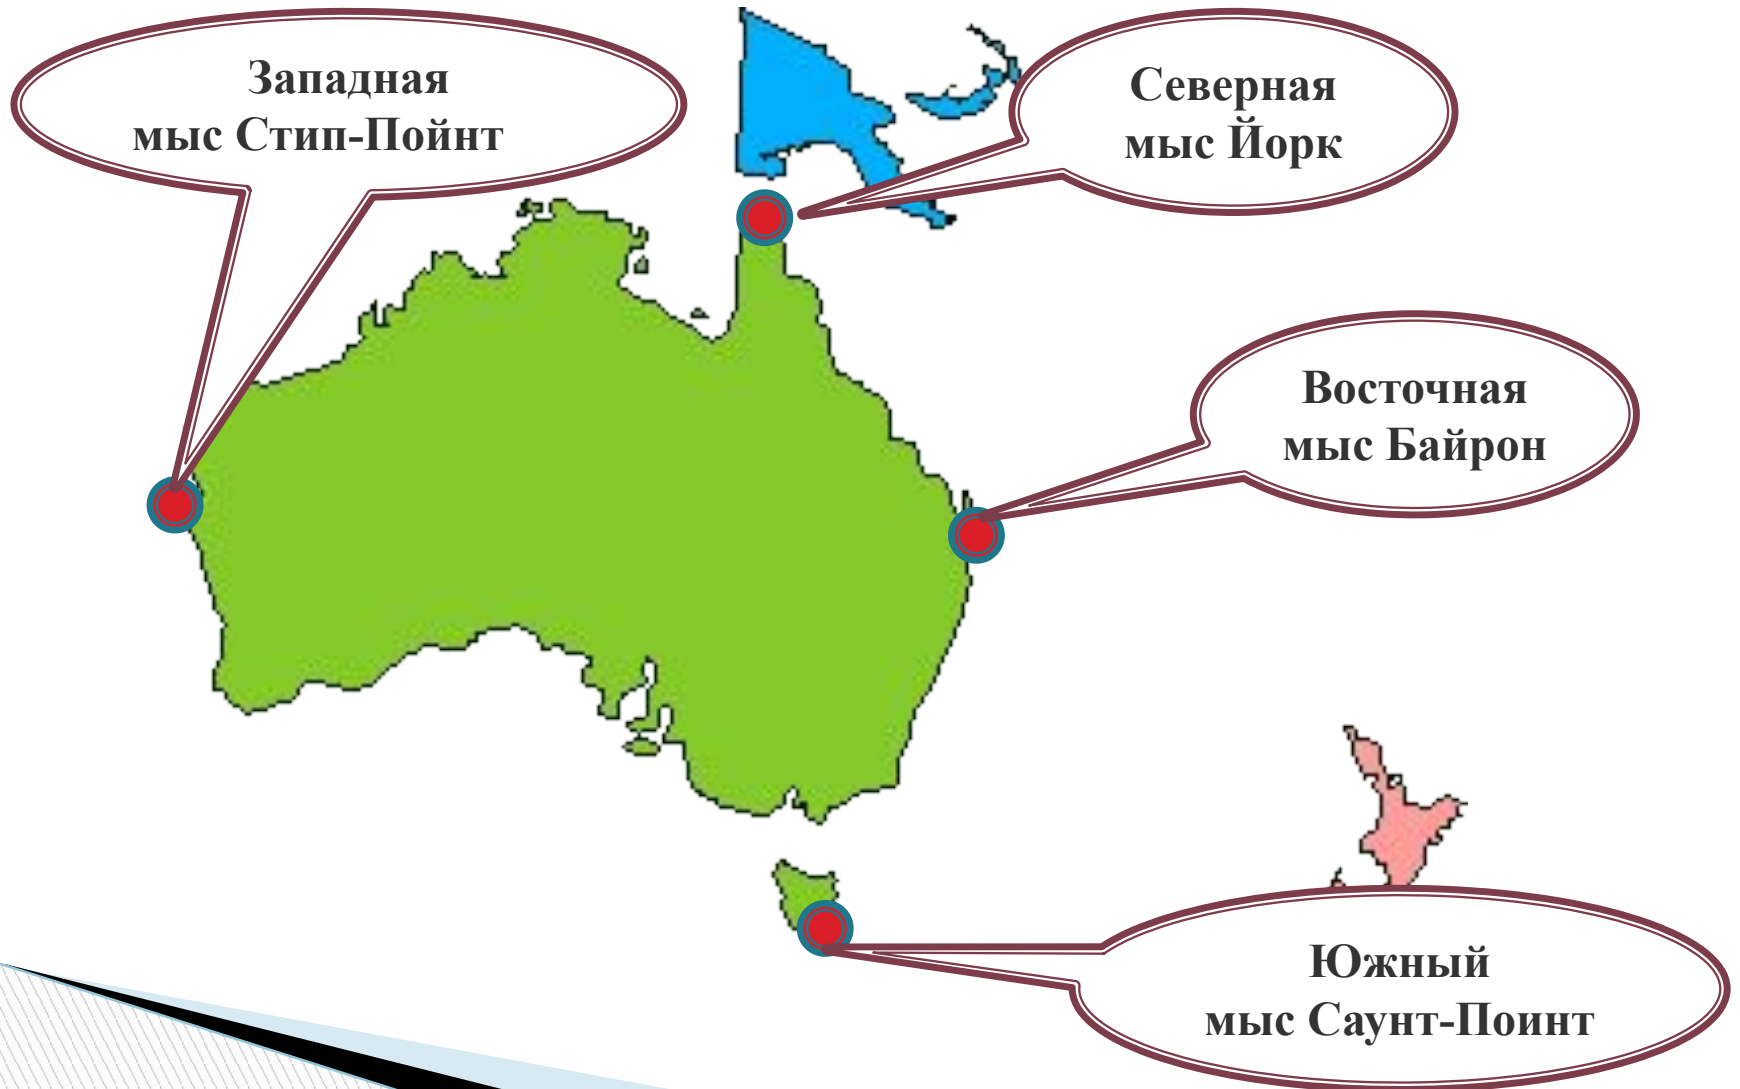 Западная
мыс Стип-Пойнт
Северная
мыс Йорк
Восточная
мыс Байрон
Южный
мыс Саунт-Поинт